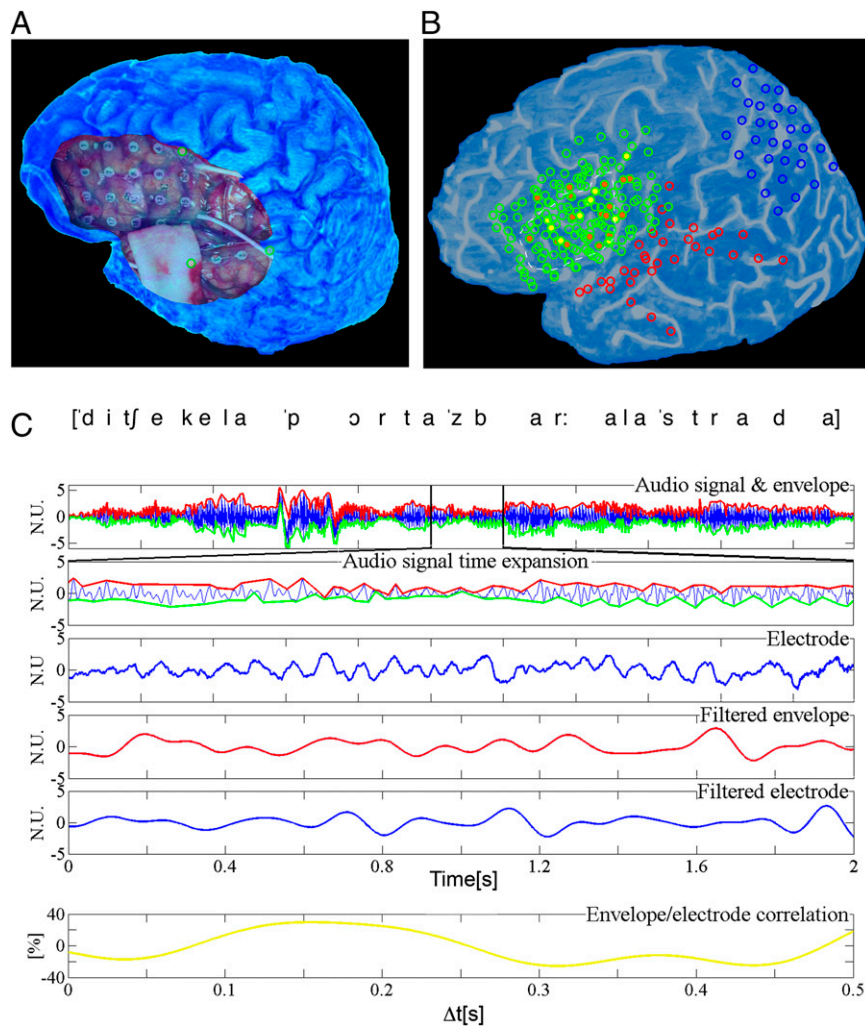 A
B
C
[ˈd i tʃ e k e l a ˈp ɔ r t a ˈz b a r: a l a ˈs t r a d a]
Audio signal & envelope
5
0
-5
N.U.
Audio signal time expansion
5
0
-5
N.U.
Electrode
5
0
-5
N.U
Filtered envelope
5
0
-5
N.U.
Filtered electrode
5
0
-5
N.U.
0 0.4 0.8 1.2 1.6 2
Time[s]
Envelope/electrode correlation
40
0
-40
[%]
0 0.1 0.2 0.3 0.4 0.5
Δt[s]